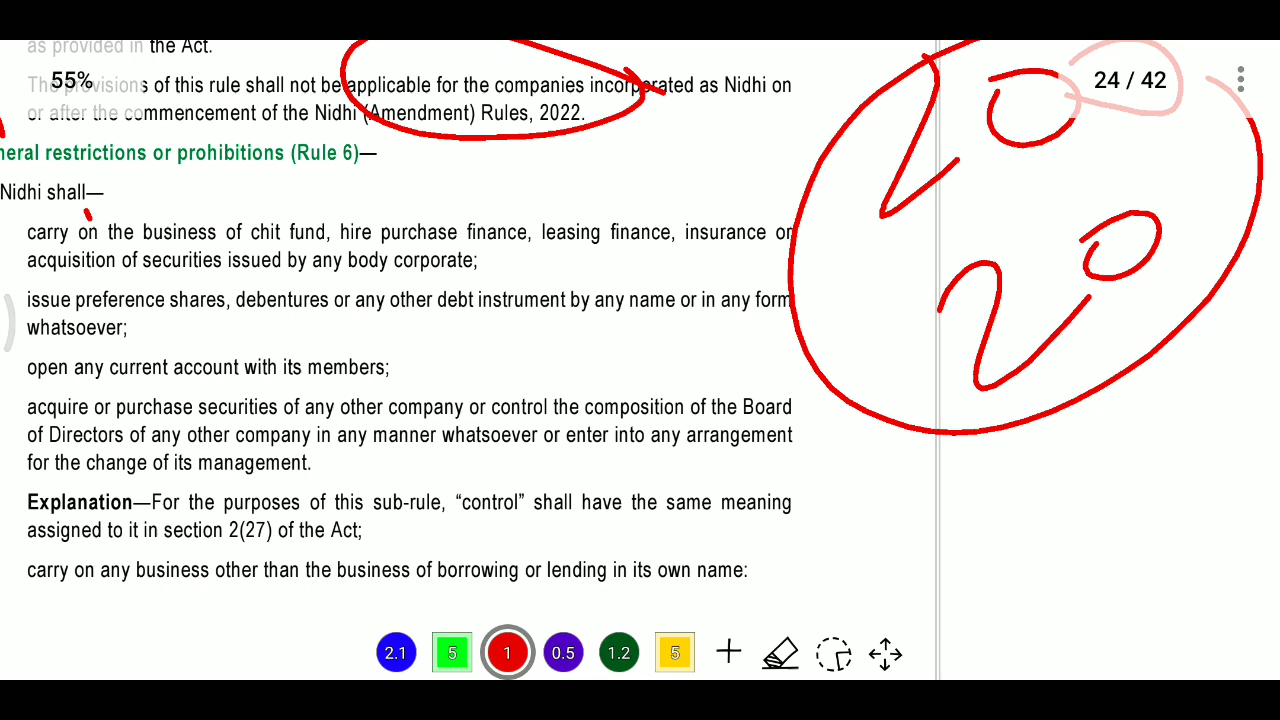 as provided in the Act.
55%
24 / 42
The provisions of this rule shall not be applicable for the companies incorporated as Nidhi on
or after the commencement of the Nidhi (Amendment) Rules, 2022.
neral restrictions or prohibitions (Rule 6)—
Nidhi shall—
carry on the business of chit fund, hire purchase finance, leasing finance, insurance or
acquisition of securities issued by any body corporate;
issue preference shares, debentures or any other debt instrument by any name or in any form
whatsoever;
open any current account with its members;
acquire or purchase securities of any other company or control the composition of the Board
of Directors of any other company in any manner whatsoever or enter into any arrangement
for the change of its management.
Explanation—For the purposes of this sub-rule, “control” shall have the same meaning
assigned to it in section 2(27) of the Act;
carry on any business other than the business of borrowing or lending in its own name:
2.1 5 1 0.5 1.2 5